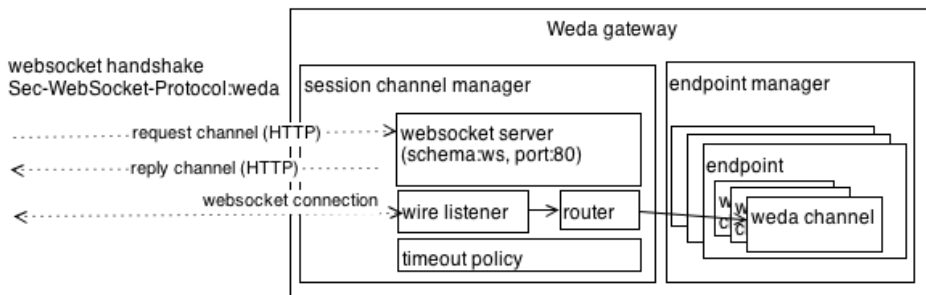 Weda gateway
websocket handshake
Sec-WebSocket-Protocol:weda
session channel manager
endpoint manager
request channel (HTTP)
websocket server
(schema:ws, port:80)
reply channel (HTTP)
endpoint
websocket connection
wire listener
router
w
c
w
c
weda channel
timeout policy